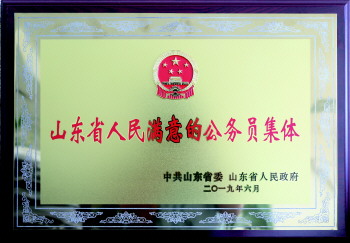 山东省人民满意的公务员集体
中共山东省委 山东省人民政府
二〇一九年六月